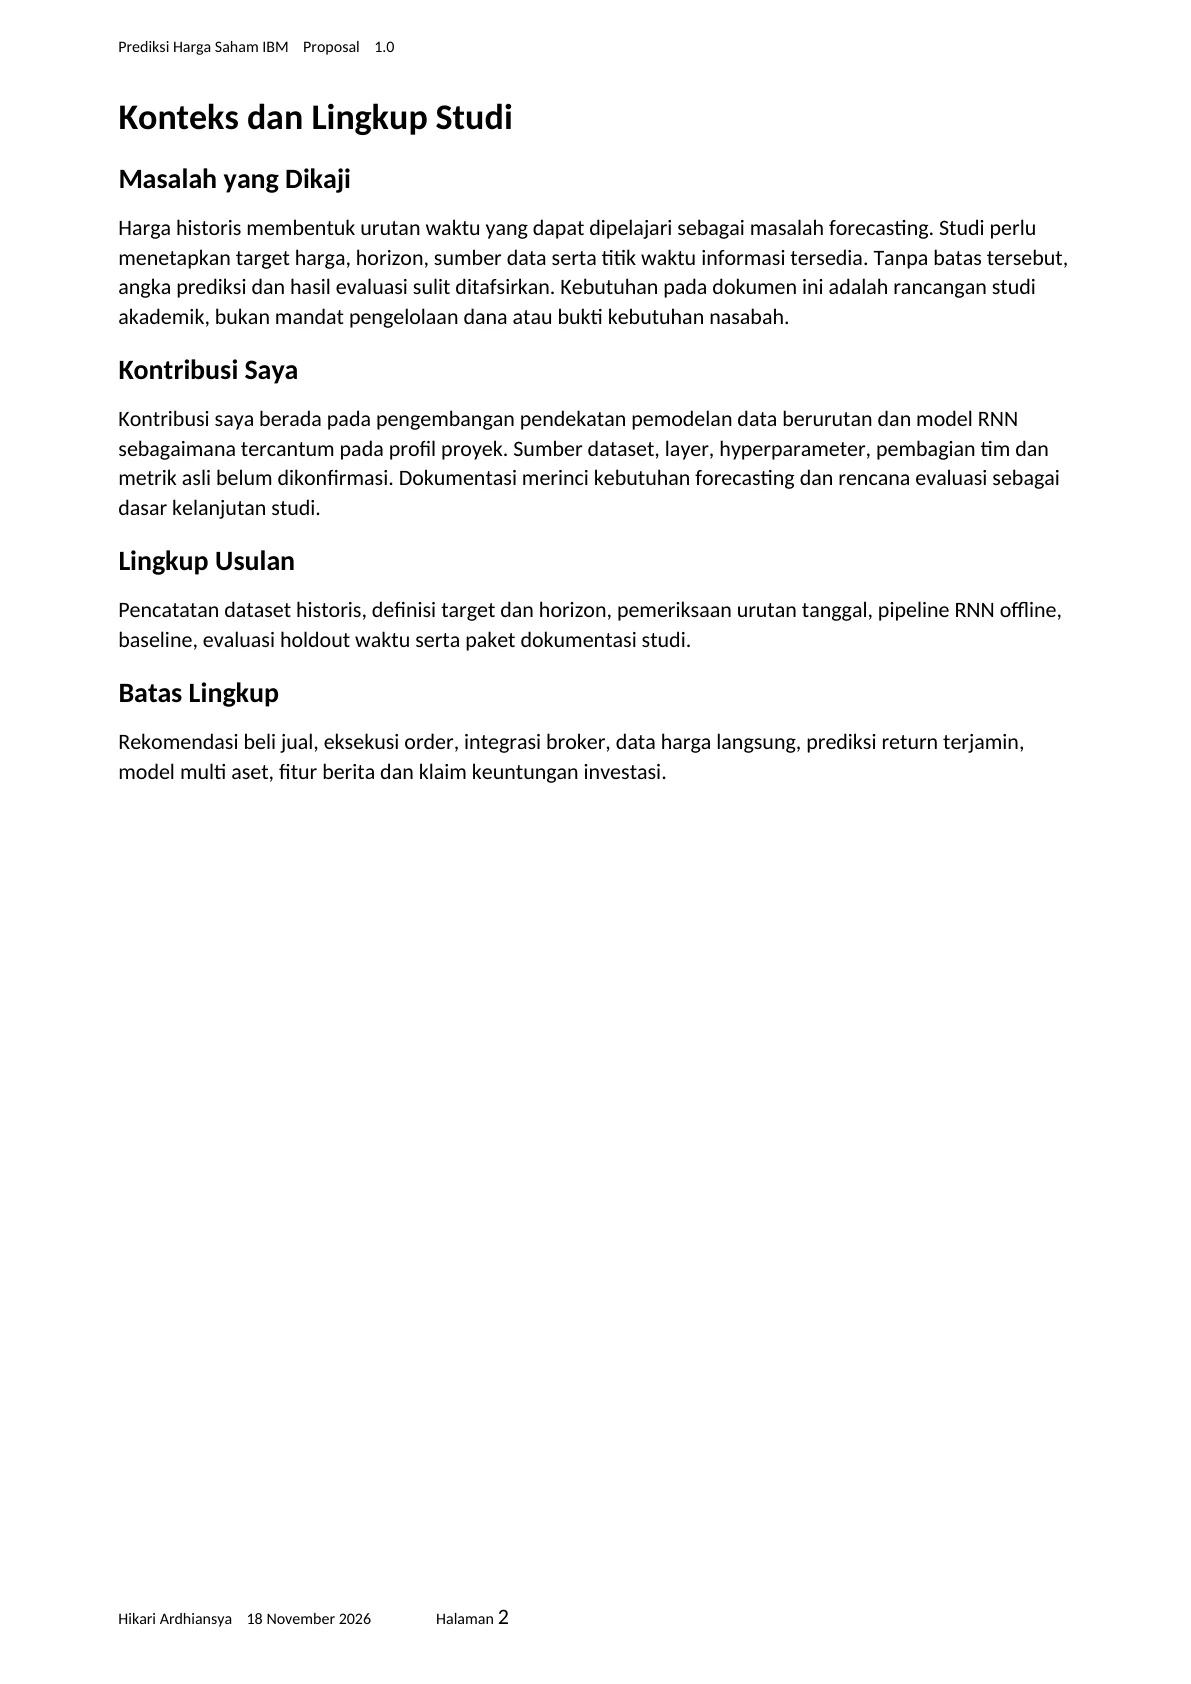 Prediksi Harga Saham IBM Proposal 1.0
Konteks dan Lingkup Studi
Masalah yang Dikaji
Harga historis membentuk urutan waktu yang dapat dipelajari sebagai masalah forecasting. Studi perlu
menetapkan target harga, horizon, sumber data serta titik waktu informasi tersedia. Tanpa batas tersebut,
angka prediksi dan hasil evaluasi sulit ditafsirkan. Kebutuhan pada dokumen ini adalah rancangan studi
akademik, bukan mandat pengelolaan dana atau bukti kebutuhan nasabah.
Kontribusi Saya
Kontribusi saya berada pada pengembangan pendekatan pemodelan data berurutan dan model RNN
sebagaimana tercantum pada profil proyek. Sumber dataset, layer, hyperparameter, pembagian tim dan
metrik asli belum dikonfirmasi. Dokumentasi merinci kebutuhan forecasting dan rencana evaluasi sebagai
dasar kelanjutan studi.
Lingkup Usulan
Pencatatan dataset historis, definisi target dan horizon, pemeriksaan urutan tanggal, pipeline RNN offline,
baseline, evaluasi holdout waktu serta paket dokumentasi studi.
Batas Lingkup
Rekomendasi beli jual, eksekusi order, integrasi broker, data harga langsung, prediksi return terjamin,
model multi aset, fitur berita dan klaim keuntungan investasi.
Hikari Ardhiansya 18 November 2026 Halaman 2